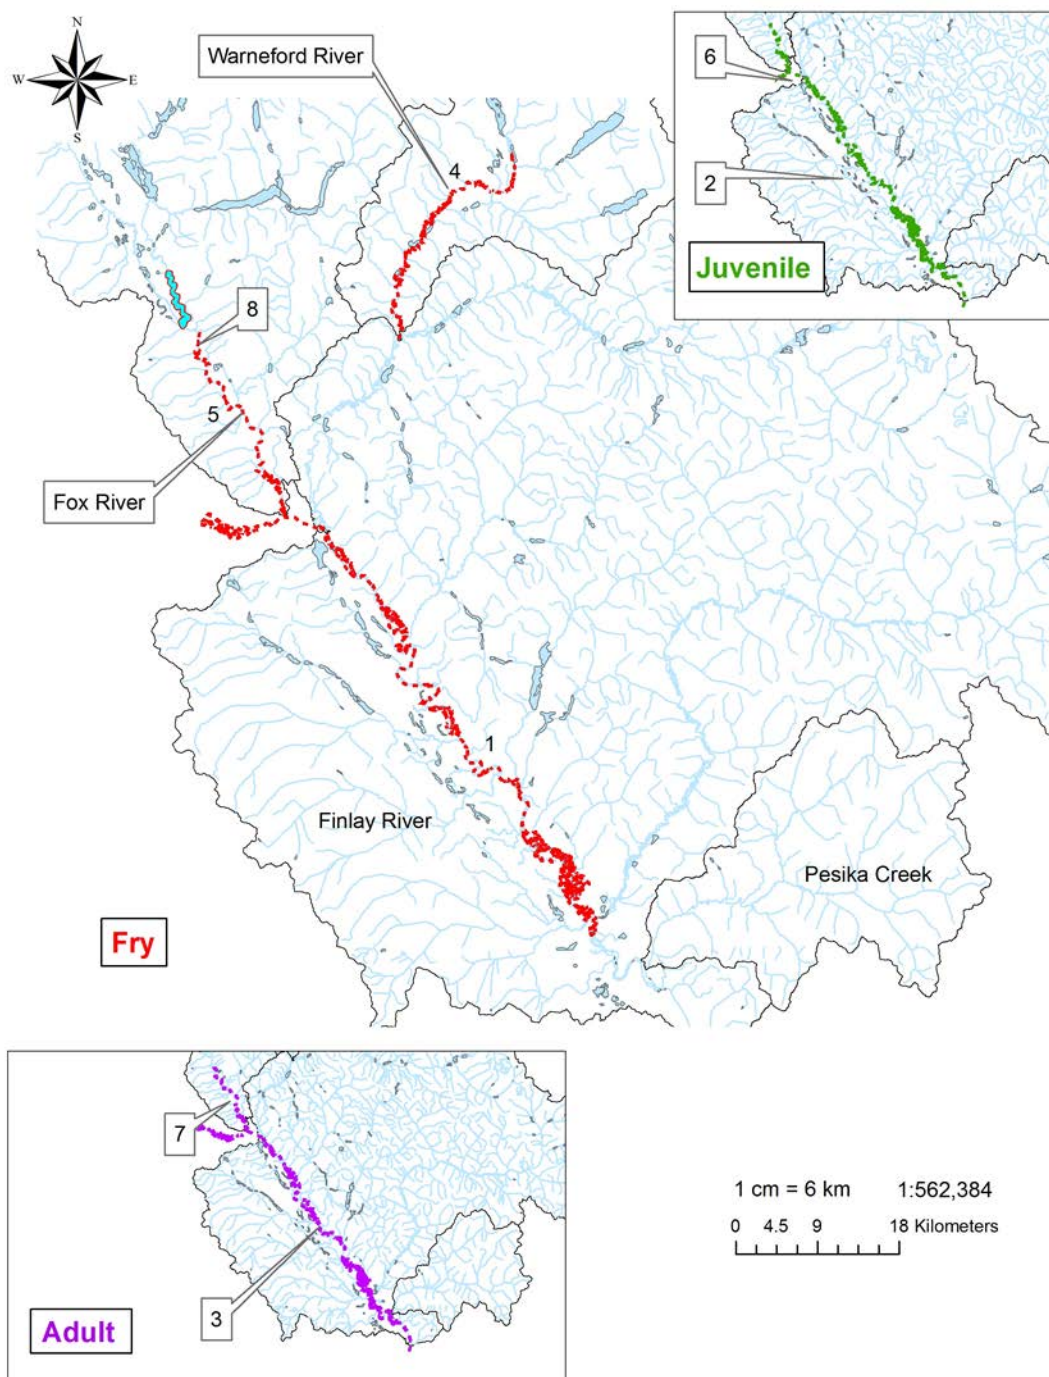 N
W E
S
Warneford River
4
6
2
Juvenile
8
5
Fox River
1
Finlay River
Pesika Creek
Fry
7
3
Adult
1 cm = 6 km 1:562,384
0 4.5 9 18 Kilometers